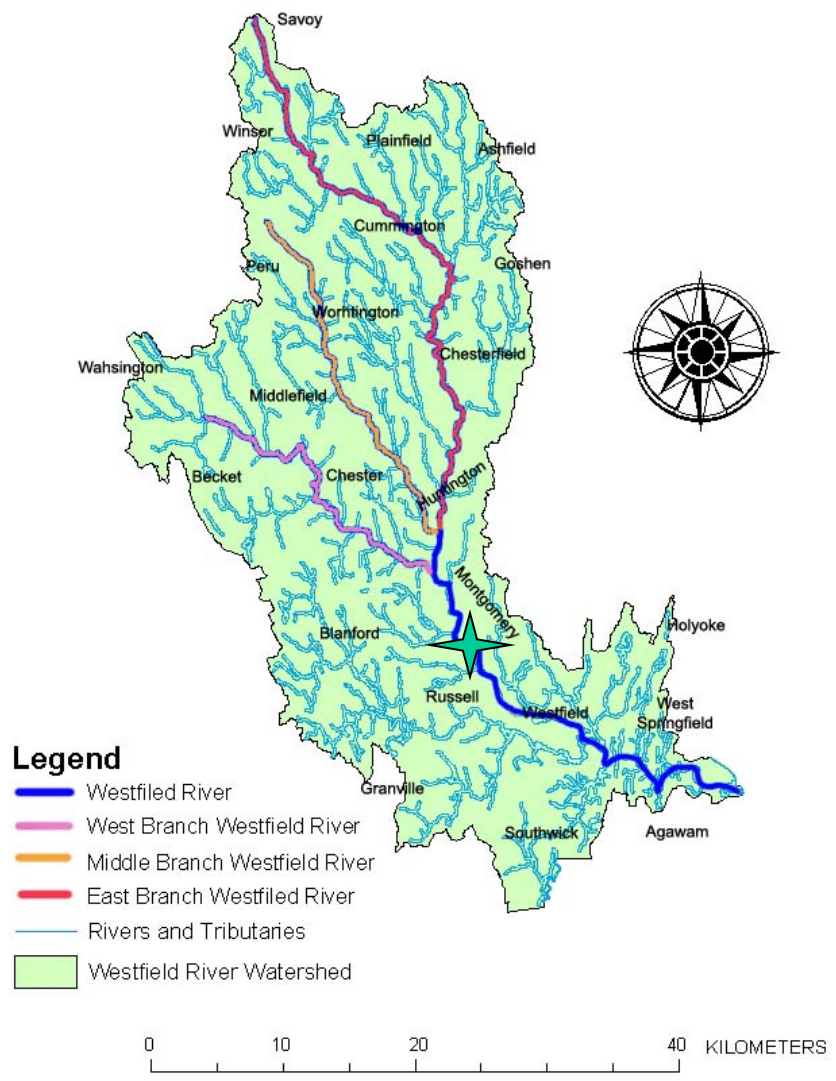 Savoy
Winsor
Plainfield
Ashfield
Cummington
Goshen
Peru
Worhtington
Chesterfield
Wahsington
Middlefield
Becket
Chester
Huntington
Montgomery
Blanford
Holyoke
Russell
West
Springfield
Westfield
Granville
Southwick
Agawam
Legend
Westfiled River
West Branch Westfield River
Middle Branch Westfield River
East Branch Westfiled River
Rivers and Tributaries
Westfield River Watershed
0 10 20 40 KILOMETERS